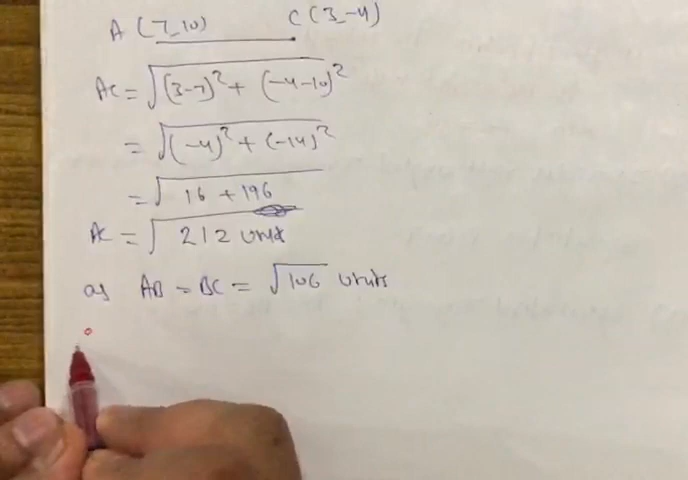 A (7,10) C (3,-4)
AC = √(3-7)² + (-4-10)²
= √(-4)² + (-14)²
= √16 + 196
AC = √212 units
as AB = BC = √106 units